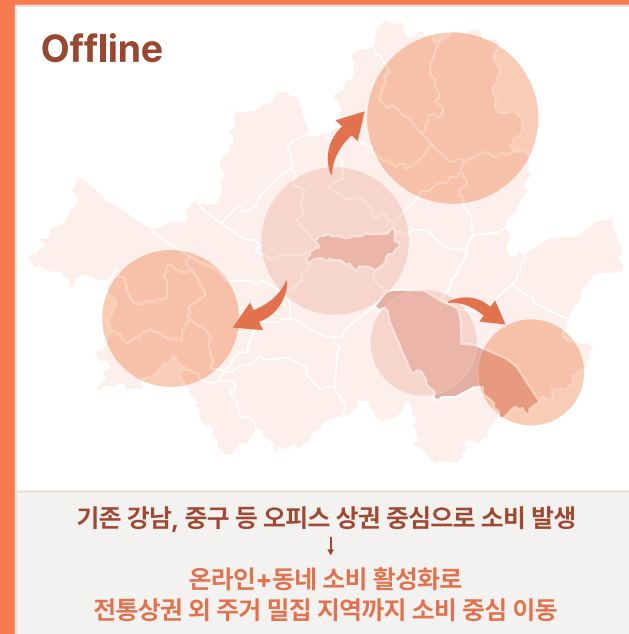 Offline
기존 강남, 중구 등 오피스 상권 중심으로 소비 발생
↓
온라인+동네 소비 활성화로
전통상권 외 주거 밀집 지역까지 소비 중심 이동